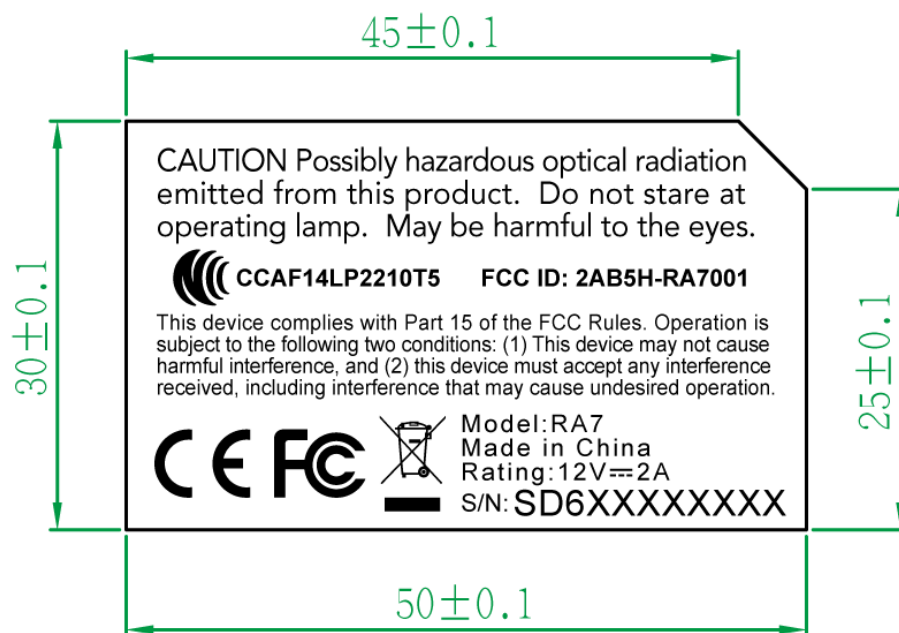 45±0.1
CAUTION Possibly hazardous optical radiation
emitted from this product.  Do not stare at
operating lamp.  May be harmful to the eyes.
30±0.1
CCAF14LP2210T5 FCC ID: 2AB5H-RA7001
25±0.1
This device complies with Part 15 of the FCC Rules. Operation is
subject to the following two conditions: (1) This device may not cause
harmful interference, and (2) this device must accept any interference
received, including interference that may cause undesired operation.
CE FC
Model:RA7
Made in China
Rating:12V⎓2A
S/N: SD6XXXXXXXX
50±0.1